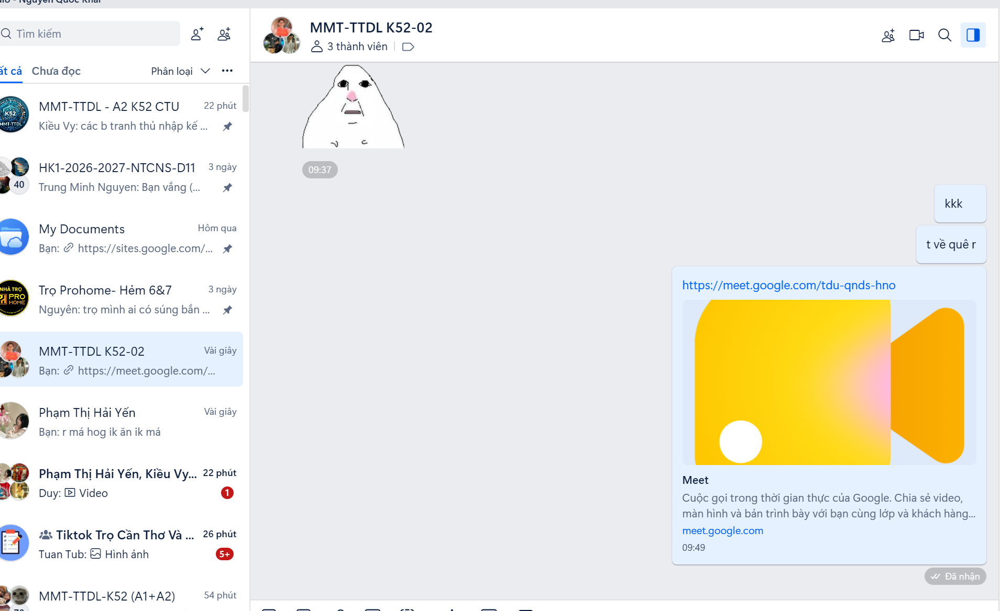 Tìm kiếm
Chưa đọc
Phân loại
MMT-TTDL - A2 K52 CTU
22 phút
Kiều Vy: các b tranh thủ nhập kế ...
HK1-2026-2027-NTCNS-D11
3 ngày
40
Trung Minh Nguyen: Bạn vắng (...
My Documents
Hôm qua
Bạn: https://sites.google.com/...
Trọ Prohome- Hẻm 6&7
3 ngày
Nguyên: trọ mình ai có súng bắn ...
MMT-TTDL K52-02
Vài giây
Bạn: https://meet.google.com/...
Phạm Thị Hải Yến
Vài giây
Bạn: r má hog ik ăn ik má
Phạm Thị Hải Yến, Kiều Vy...
22 phút
Duy: Video
1
Tiktok Trọ Cần Thơ Và ...
26 phút
Tuan Tub: Hình ảnh
5+
MMT-TTDL-K52 (A1+A2)
54 phút
K52
MMT-TTDL
NHÀ TRỌ
PRO
HOME
MMT-TTDL K52-02
3 thành viên
09:37
kkk
t về quê r
https://meet.google.com/tdu-qnds-hno
Meet
Cuộc gọi trong thời gian thực của Google. Chia sẻ video,
màn hình và bản trình bày với bạn cùng lớp và khách hàng...
meet.google.com
09:49
Đã nhận